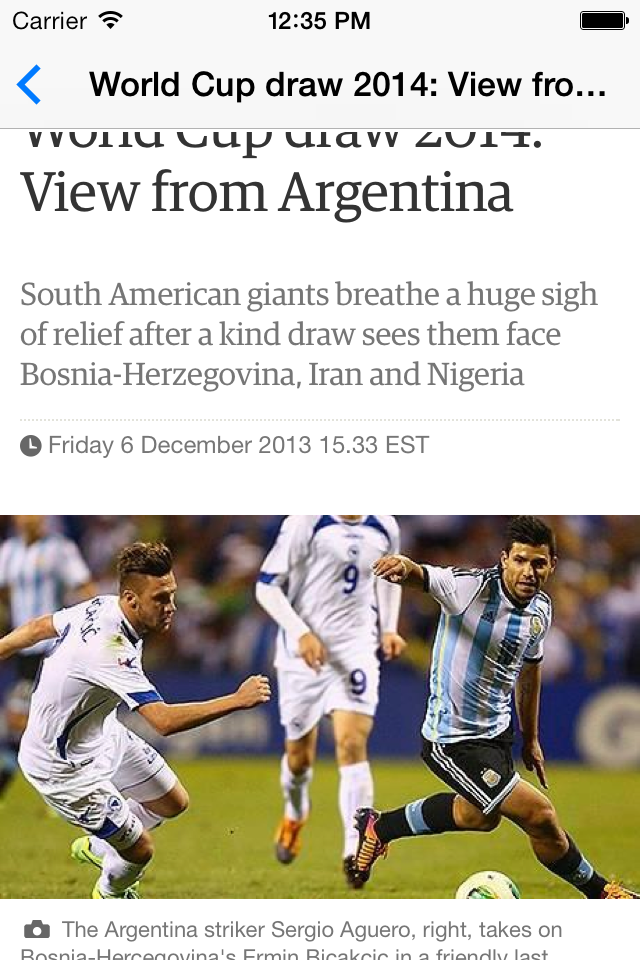 Carrier 12:35 PM
World Cup draw 2014: View fro...
World Cup draw 2014:
View from Argentina
South American giants breathe a huge sigh
of relief after a kind draw sees them face
Bosnia-Herzegovina, Iran and Nigeria
Friday 6 December 2013 15.33 EST
9
9
The Argentina striker Sergio Aguero, right, takes on
Bosnia-Hercegovina's Ermin Bicakcic in a friendly last